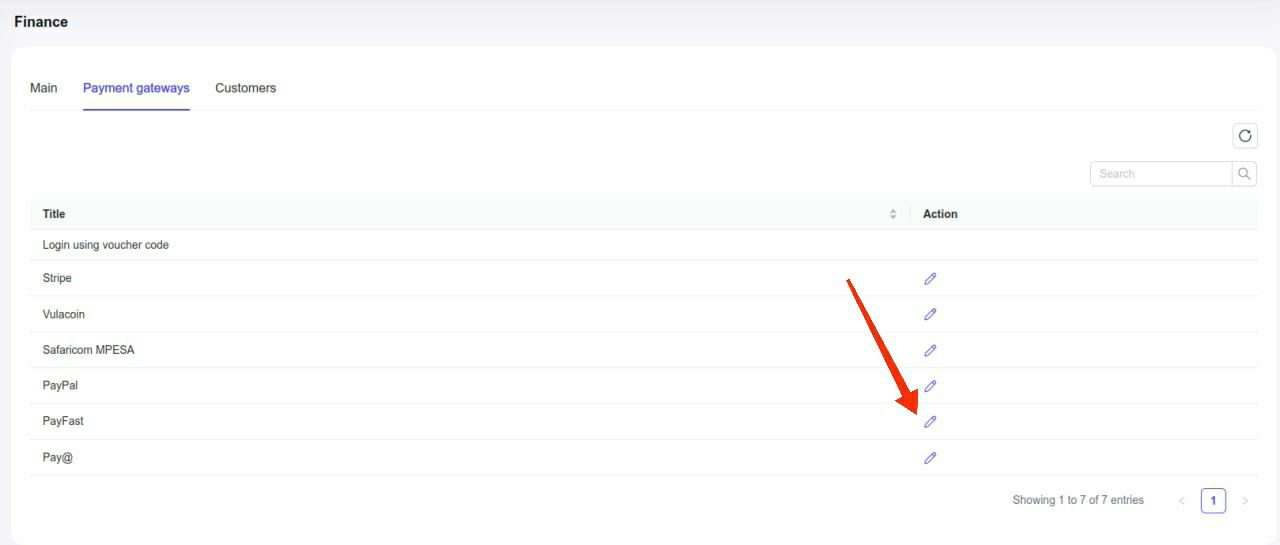 Finance
Main Payment gateways Customers
Search
Title Action
Login using voucher code
Stripe
Vulacoin
Safaricom MPESA
PayPal
PayFast
Pay@
Showing 1 to 7 of 7 entries < 1 >